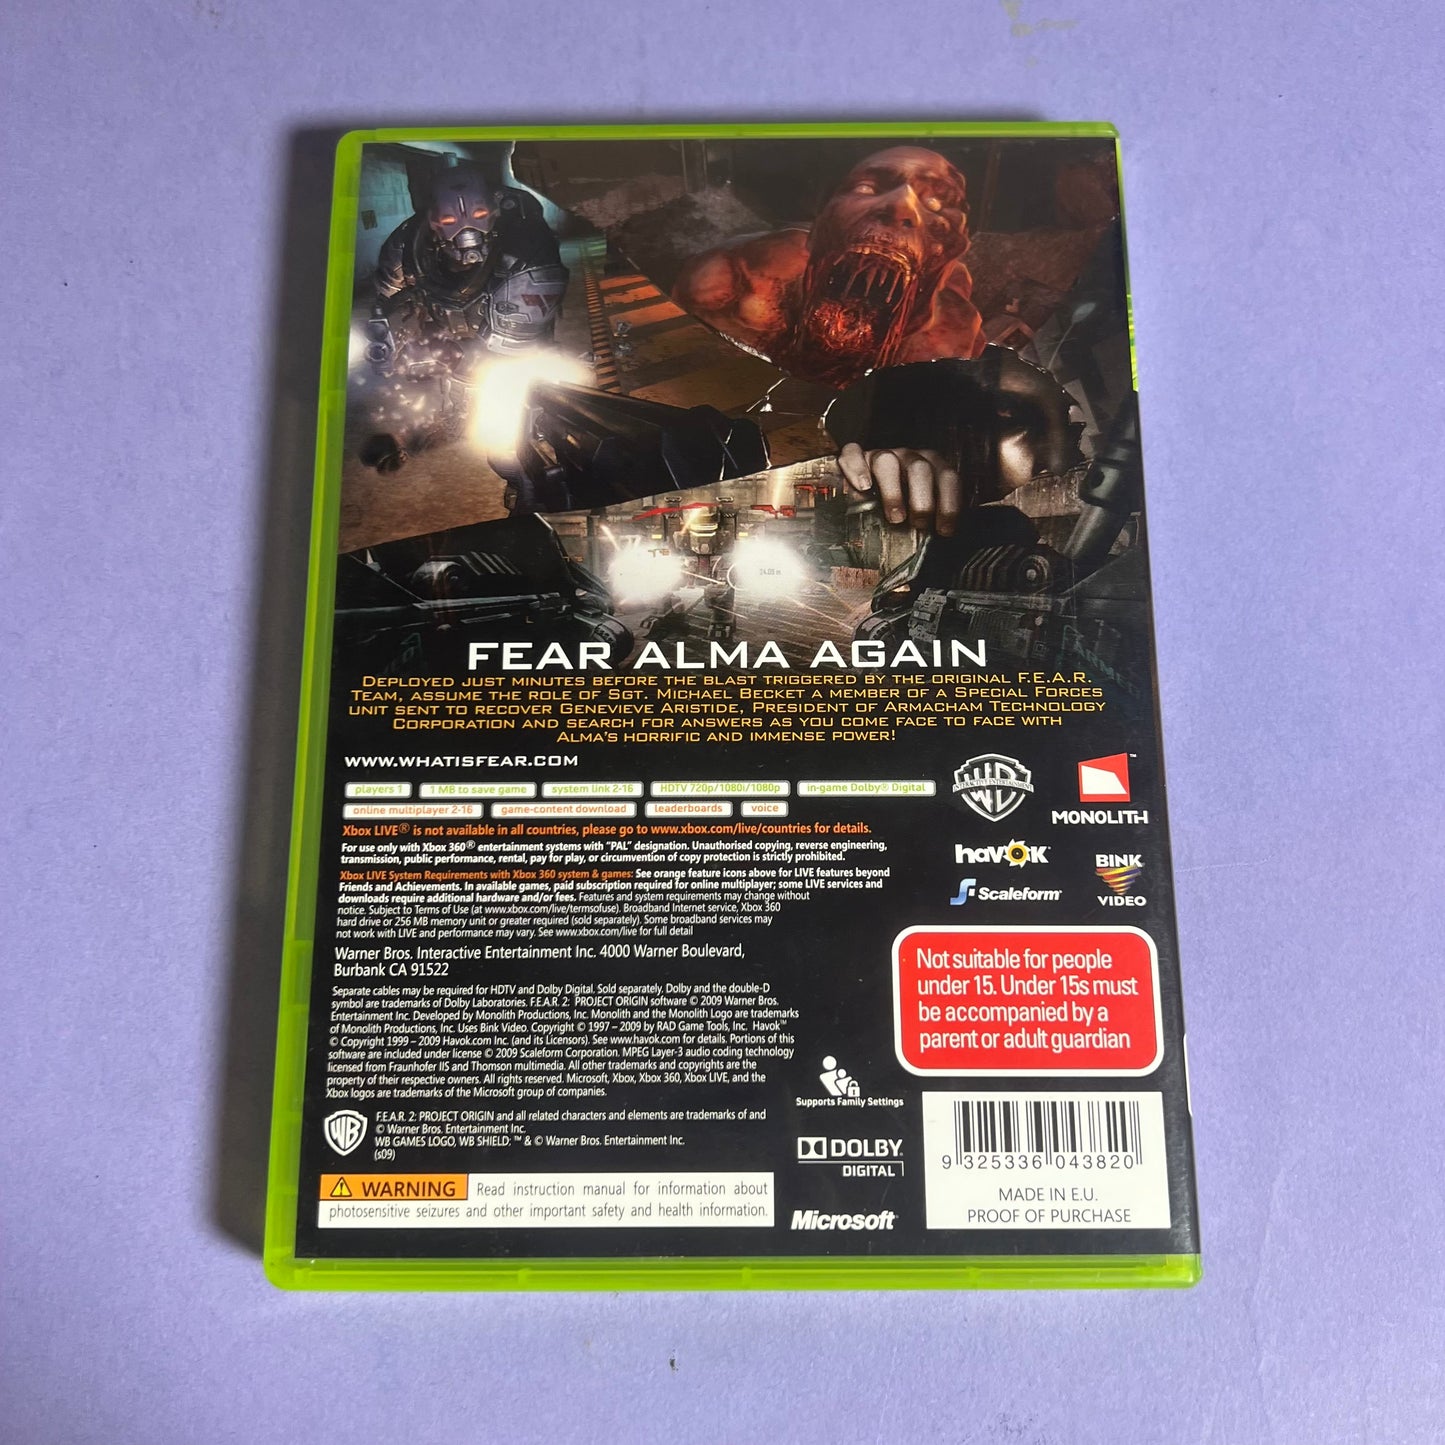 24.05 m
FEAR ALMA AGAIN
DEPLOYED JUST MINUTES BEFORE THE BLAST TRIGGERED BY THE ORIGINAL F.E.A.R.
TEAM, ASSUME THE ROLE OF SGT. MICHAEL BECKET A MEMBER OF A SPECIAL FORCES
UNIT SENT TO RECOVER GENEVIEVE ARISTIDE, PRESIDENT OF ARMACHAM TECHNOLOGY
CORPORATION AND SEARCH FOR ANSWERS AS YOU COME FACE TO FACE WITH
ALMA'S HORRIFIC AND IMMENSE POWER!
WWW.WHATISFEAR.COM
players 1
1 MB to save game
system link 2-16
HDTV 720p/1080i/1080p
in-game Dolby® Digital
online multiplayer 2-16
game-content download
leaderboards
voice
Xbox LIVE® is not available in all countries, please go to www.xbox.com/live/countries for details.
For use only with Xbox 360® entertainment systems with "PAL" designation. Unauthorised copying, reverse engineering,
transmission, public performance, rental, pay for play, or circumvention of copy protection is strictly prohibited.
Xbox LIVE System Requirements with Xbox 360 system & games: See orange feature icons above for LIVE features beyond
Friends and Achievements. In available games, paid subscription required for online multiplayer; some LIVE services and
downloads require additional hardware and/or fees. Features and system requirements may change without
notice. Subject to Terms of Use (at www.xbox.com/live/termsofuse). Broadband Internet service, Xbox 360
hard drive or 256 MB memory unit or greater required (sold separately). Some broadband services may
not work with LIVE and performance may vary. See www.xbox.com/live for full detail
Warner Bros. Interactive Entertainment Inc. 4000 Warner Boulevard,
Burbank CA 91522
Separate cables may be required for HDTV and Dolby Digital. Sold separately. Dolby and the double-D
symbol are trademarks of Dolby Laboratories. F.E.A.R. 2: PROJECT ORIGIN software © 2009 Warner Bros.
Entertainment Inc. Developed by Monolith Productions, Inc. Monolith and the Monolith Logo are trademarks
of Monolith Productions, Inc. Uses Bink Video. Copyright © 1997 – 2009 by RAD Game Tools, Inc. Havok™
© Copyright 1999 – 2009 Havok.com Inc. (and its Licensors). See www.havok.com for details. Portions of this
software are included under license © 2009 Scaleform Corporation. MPEG Layer-3 audio coding technology
licensed from Fraunhofer IIS and Thomson multimedia. All other trademarks and copyrights are the
property of their respective owners. All rights reserved. Microsoft, Xbox, Xbox 360, Xbox LIVE, and the
Xbox logos are trademarks of the Microsoft group of companies.
WB
F.E.A.R. 2: PROJECT ORIGIN and all related characters and elements are trademarks of and
© Warner Bros. Entertainment Inc.
WB GAMES LOGO, WB SHIELD: ™ & © Warner Bros. Entertainment Inc.
(s09)
WARNING Read instruction manual for information about
photosensitive seizures and other important safety and health information.
WB
INTERACTIVE ENTERTAINMENT
MONOLITH™
havok
Scaleform
BINK
VIDEO
Not suitable for people
under 15. Under 15s must
be accompanied by a
parent or adult guardian
Supports Family Settings
DOLBY
DIGITAL
Microsoft®
9 325336 043820
MADE IN E.U.
PROOF OF PURCHASE